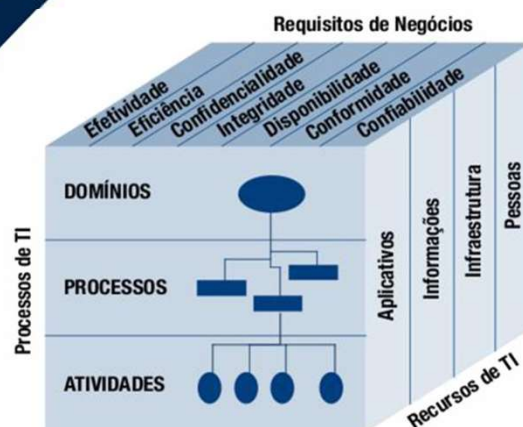 Requisitos de Negócios
Efetividade
Eficiência
Confidencialidade
Integridade
Disponibilidade
Conformidade
Confiabilidade
Processos de TI
DOMÍNIOS
PROCESSOS
ATIVIDADES
Aplicativos
Informações
Infraestrutura
Pessoas
Recursos de TI